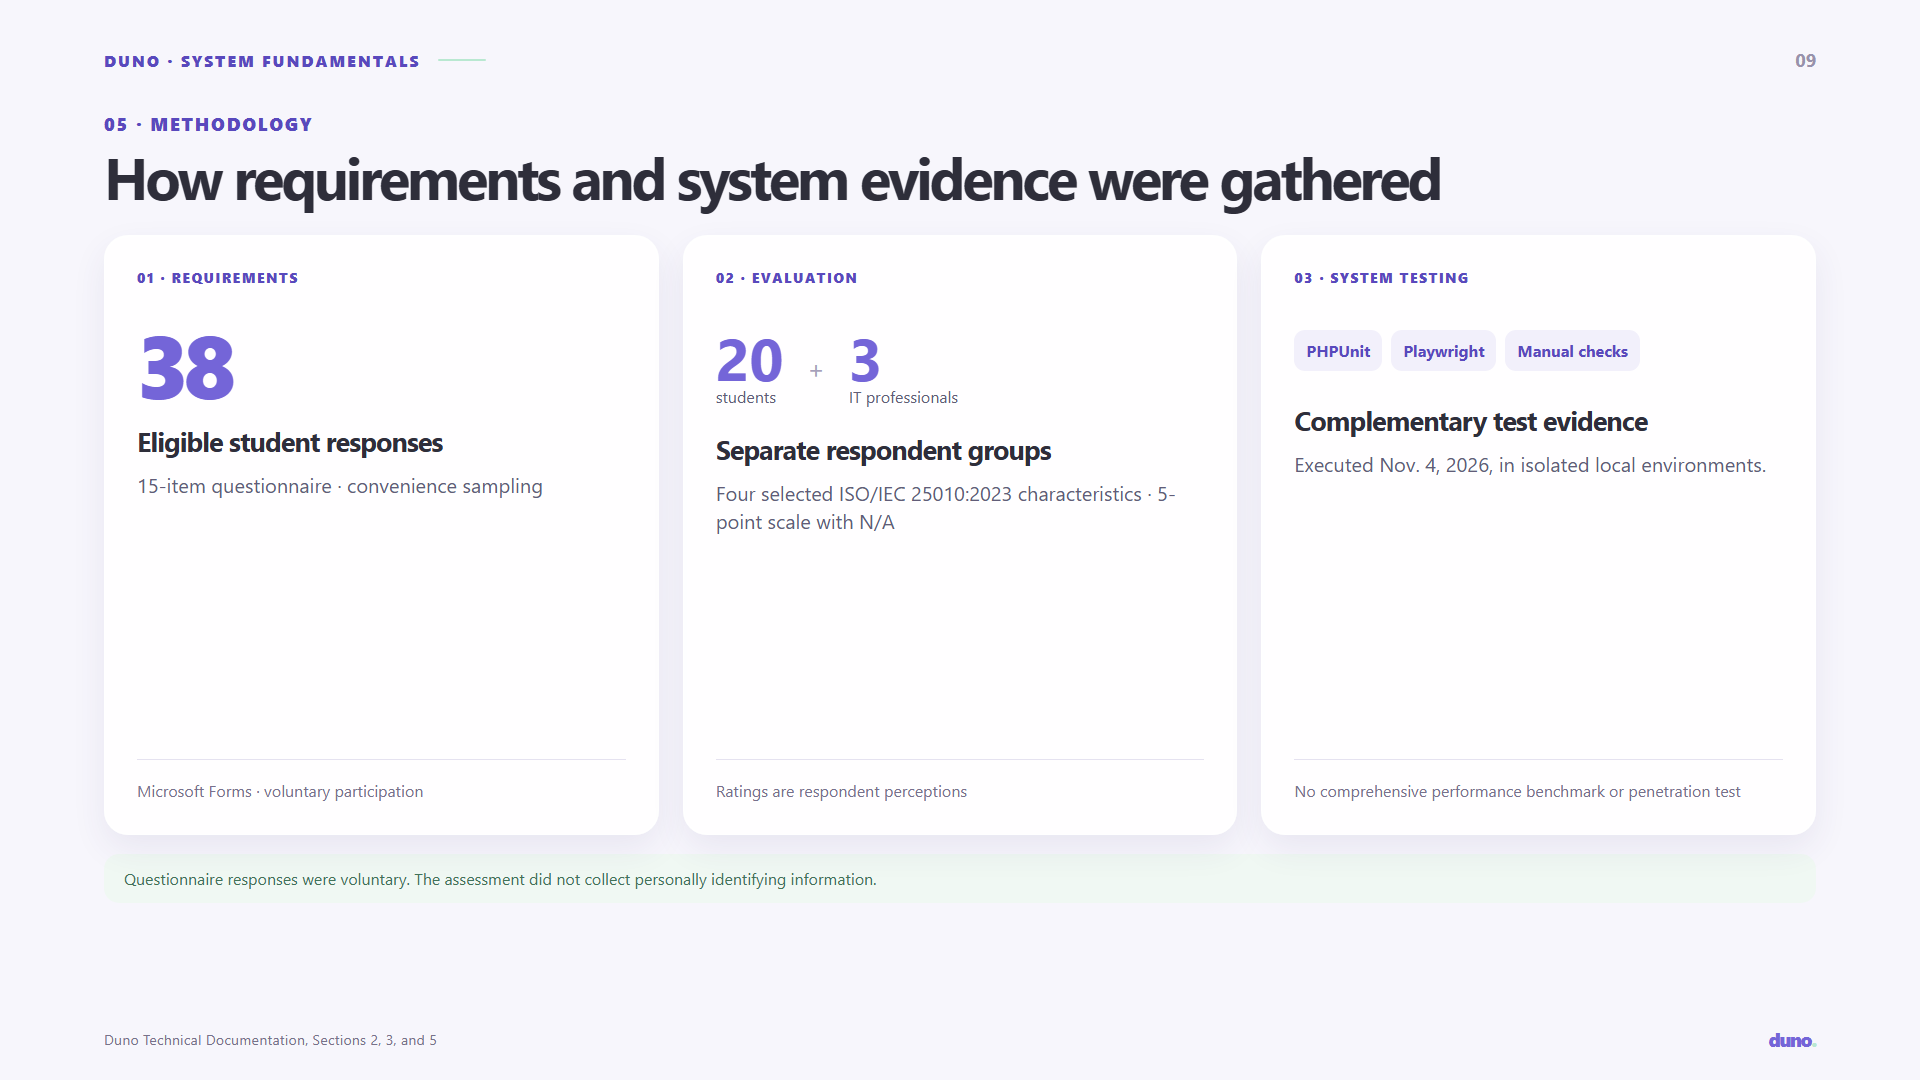 DUNO · SYSTEM FUNDAMENTALS
09
05 · METHODOLOGY
How requirements and system evidence were gathered
01 · REQUIREMENTS
38
Eligible student responses
15-item questionnaire · convenience sampling
Microsoft Forms · voluntary participation
02 · EVALUATION
20 + 3
students IT professionals
Separate respondent groups
Four selected ISO/IEC 25010:2023 characteristics · 5-
point scale with N/A
Ratings are respondent perceptions
03 · SYSTEM TESTING
PHPUnit Playwright Manual checks
Complementary test evidence
Executed Nov. 4, 2026, in isolated local environments.
No comprehensive performance benchmark or penetration test
Questionnaire responses were voluntary. The assessment did not collect personally identifying information.
Duno Technical Documentation, Sections 2, 3, and 5
duno.